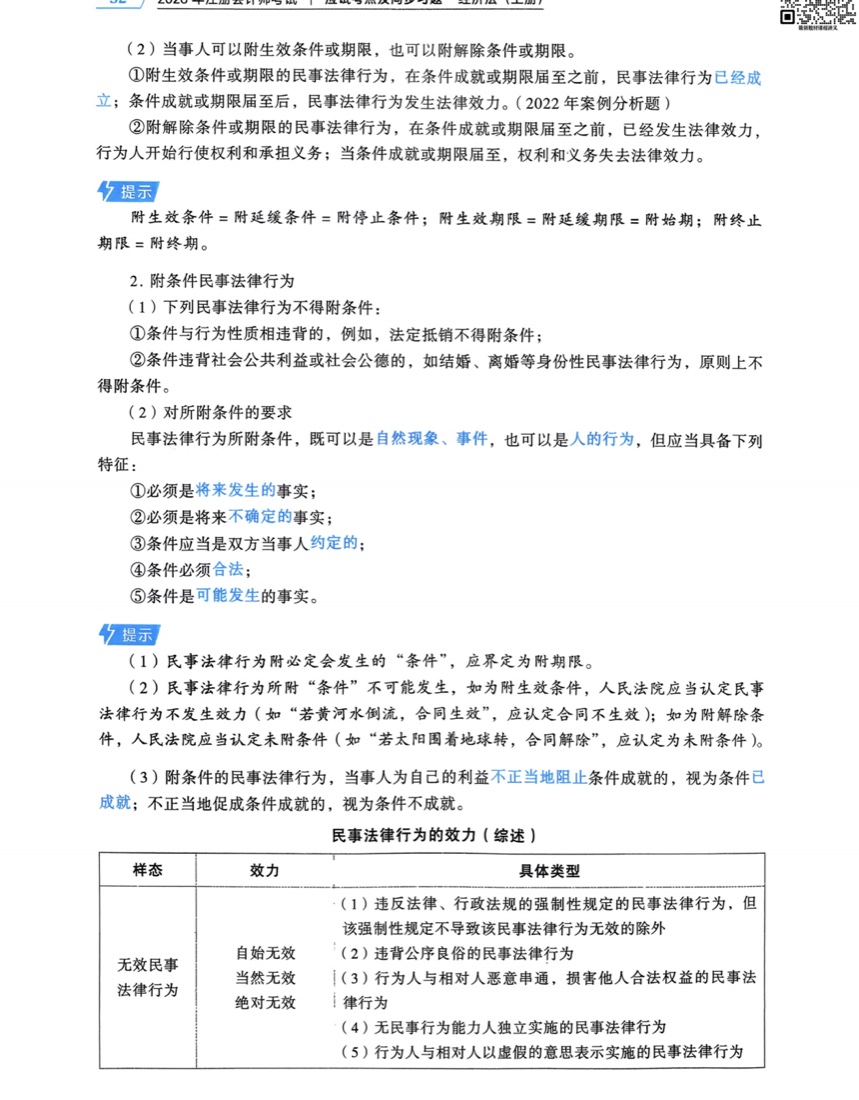 (2)当事人可以附生效条件或期限，也可以附解除条件或期限。
①附生效条件或期限的民事法律行为，在条件成就或期限届至之前，民事法律行为已经成
立；条件成就或期限届至后，民事法律行为发生法律效力。(2022年案例分析题)
②附解除条件或期限的民事法律行为，在条件成就或期限届至之前，已经发生法律效力，
行为人开始行使权利和承担义务；当条件成就或期限届至，权利和义务失去法律效力。
提示
附生效条件=附延缓条件=附停止条件；附生效期限=附延缓期限=附始期；附终止
期限=附终期。
2. 附条件民事法律行为
(1)下列民事法律行为不得附条件：
①条件与行为性质相违背的，例如，法定抵销不得附条件；
②条件违背社会公共利益或社会公德的，如结婚、离婚等身份性民事法律行为，原则上不
得附条件。
(2)对所附条件的要求
民事法律行为所附条件，既可以是自然现象、事件，也可以是人的行为，但应当具备下列
特征：
①必须是将来发生的事实；
②必须是将来不确定的事实；
③条件应当是双方当事人约定的；
④条件必须合法；
⑤条件是可能发生的事实。
提示
(1)民事法律行为附必定会发生的“条件”，应界定为附期限。
(2)民事法律行为所附“条件”不可能发生，如为附生效条件，人民法院应当认定民事
法律行为不发生效力(如“若黄河水倒流，合同生效”，应认定合同不生效)；如为附解除条
件，人民法院应当认定未附条件(如“若太阳围着地球转，合同解除”，应认定为未附条件)。
(3)附条件的民事法律行为，当事人为自己的利益不正当地阻止条件成就的，视为条件已
成就；不正当地促成条件成就的，视为条件不成就。
民事法律行为的效力(综述)
样态 效力 具体类型
无效民事
法律行为
自始无效
当然无效
绝对无效
(1)违反法律、行政法规的强制性规定的民事法律行为，但
该强制性规定不导致该民事法律行为无效的除外
(2)违背公序良俗的民事法律行为
(3)行为人与相对人恶意串通，损害他人合法权益的民事法
律行为
(4)无民事行为能力人独立实施的民事法律行为
(5)行为人与相对人以虚假的意思表示实施的民事法律行为